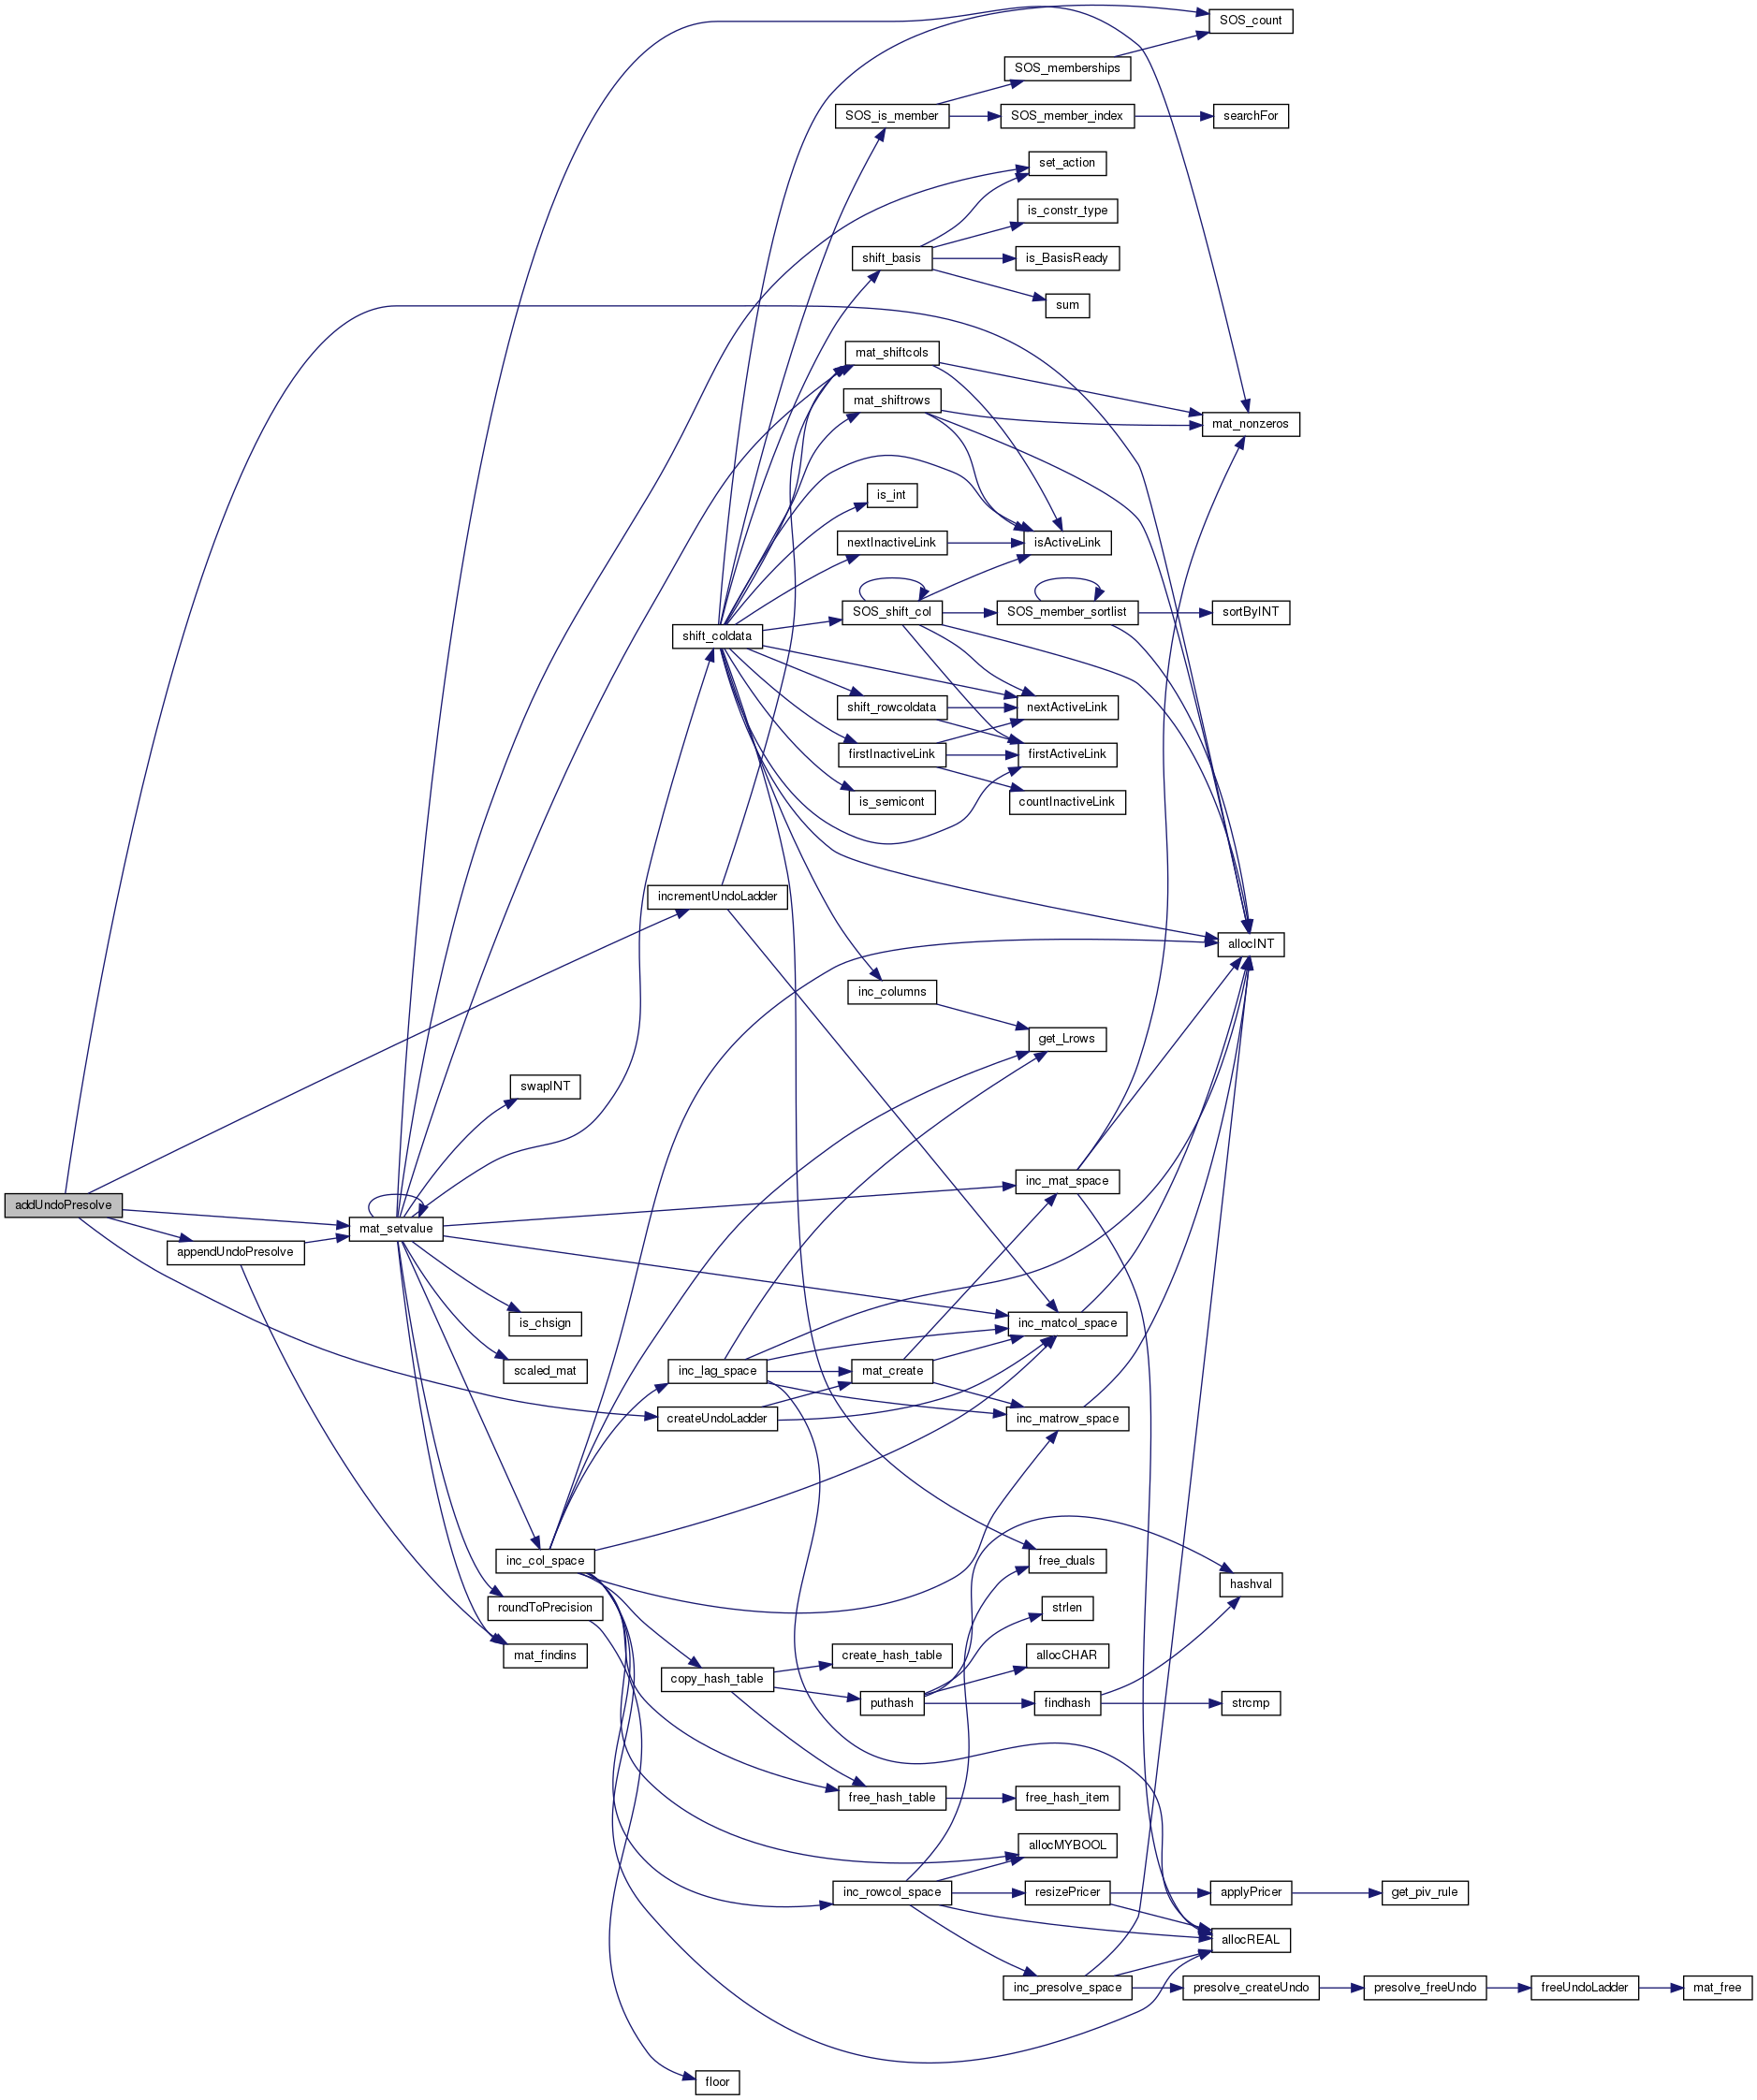 SOS_count
SOS_memberships
SOS_is_member
SOS_member_index
searchFor
set_action
is_constr_type
shift_basis
is_BasisReady
sum
mat_shiftcols
mat_shiftrows
mat_nonzeros
is_int
nextInactiveLink
isActiveLink
SOS_shift_col
SOS_member_sortlist
sortByINT
shift_coldata
shift_rowcoldata
nextActiveLink
firstInactiveLink
firstActiveLink
is_semicont
countInactiveLink
incrementUndoLadder
allocINT
inc_columns
get_Lrows
swapINT
inc_mat_space
addUndoPresolve
mat_setvalue
appendUndoPresolve
is_chsign
inc_matcol_space
scaled_mat
inc_lag_space
mat_create
createUndoLadder
inc_matrow_space
inc_col_space
free_duals
hashval
roundToPrecision
strlen
mat_findins
create_hash_table
allocCHAR
copy_hash_table
puthash
findhash
strcmp
free_hash_table
free_hash_item
allocMYBOOL
inc_rowcol_space
resizePricer
applyPricer
get_piv_rule
allocREAL
inc_presolve_space
presolve_createUndo
presolve_freeUndo
freeUndoLadder
mat_free
floor